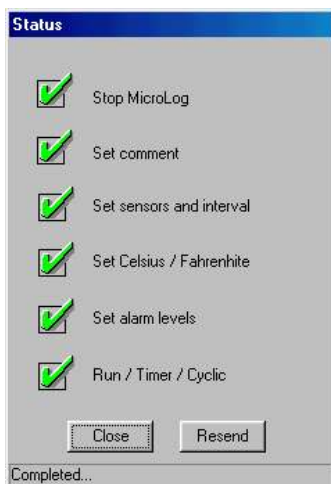 Status
Stop MicroLog
Set comment
Set sensors and interval
Set Celsius / Fahrenhite
Set alarm levels
Run / Timer / Cyclic
Close Resend
Completed...